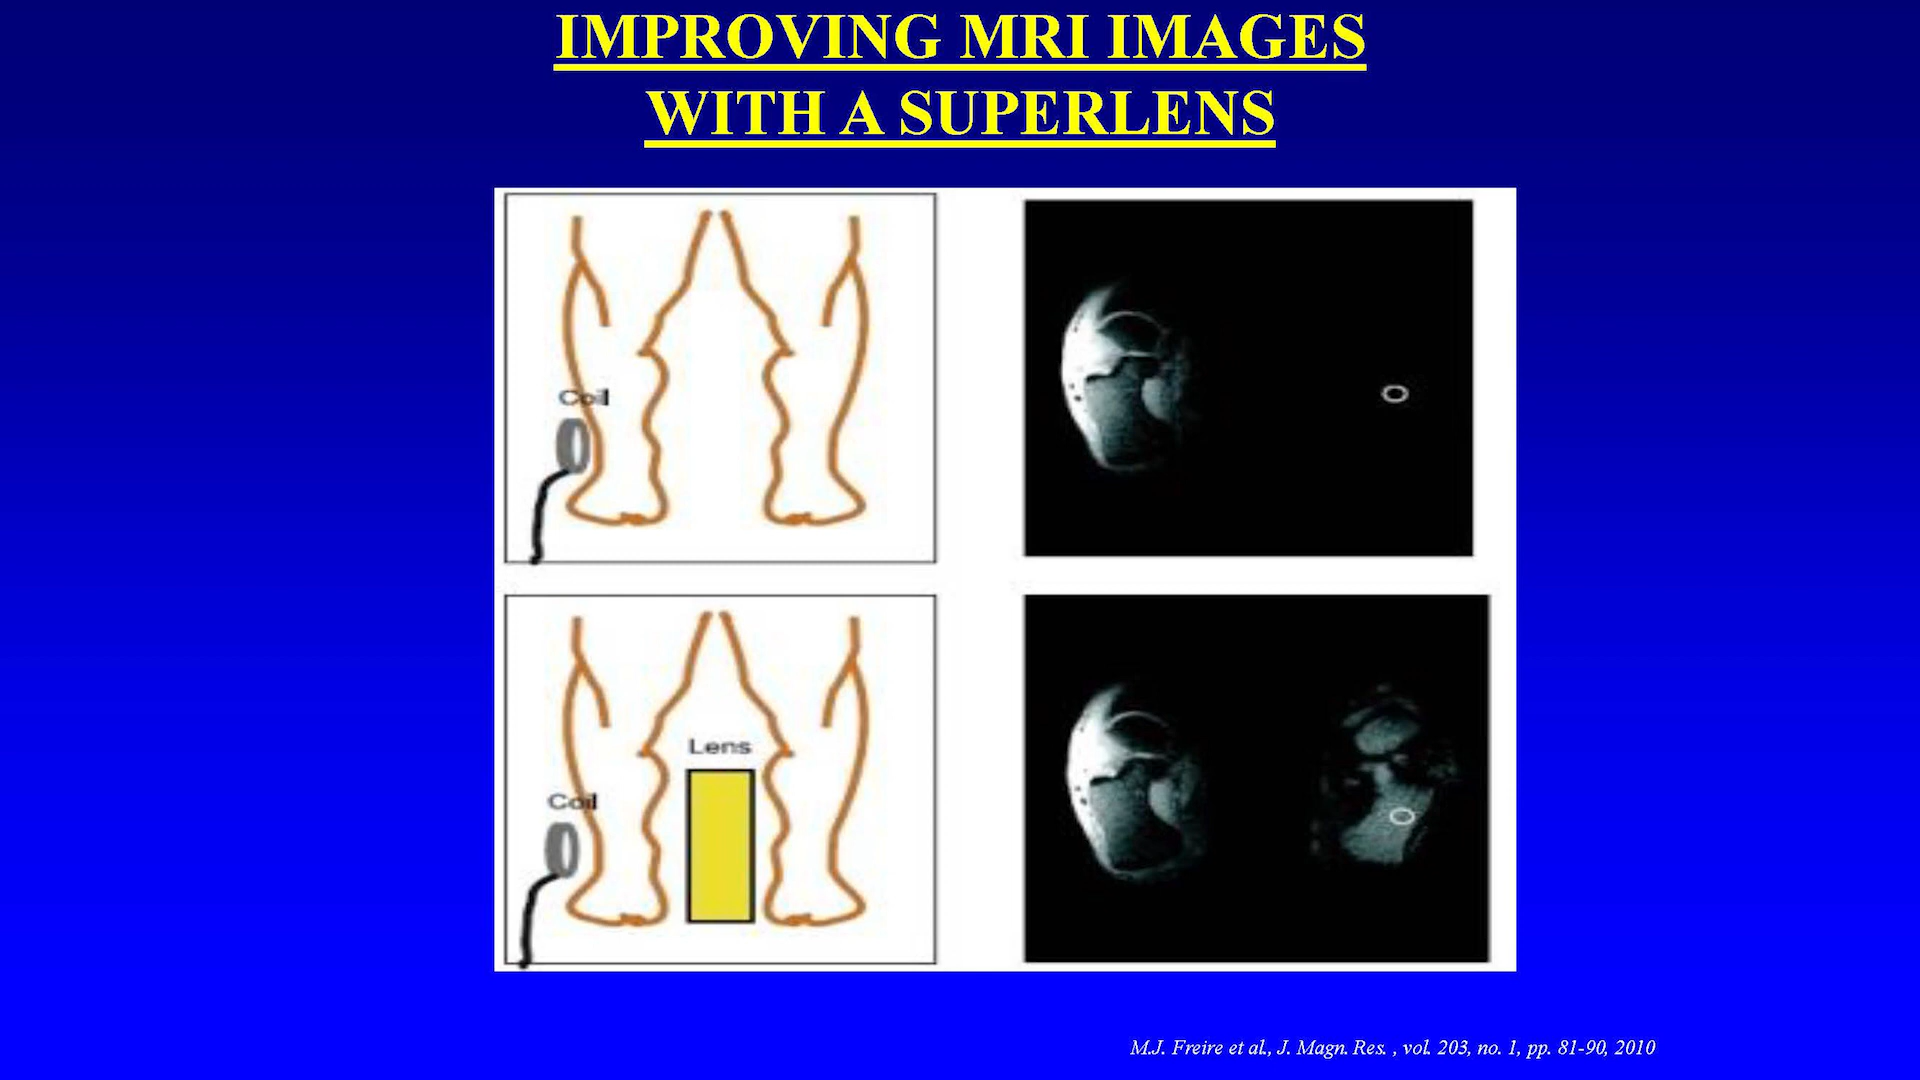 IMPROVING MRI IMAGES
WITH A SUPERLENS
Coil
Lens
Coil
M.J. Freire et al., J. Magn. Res. , vol. 203, no. 1, pp. 81-90, 2010